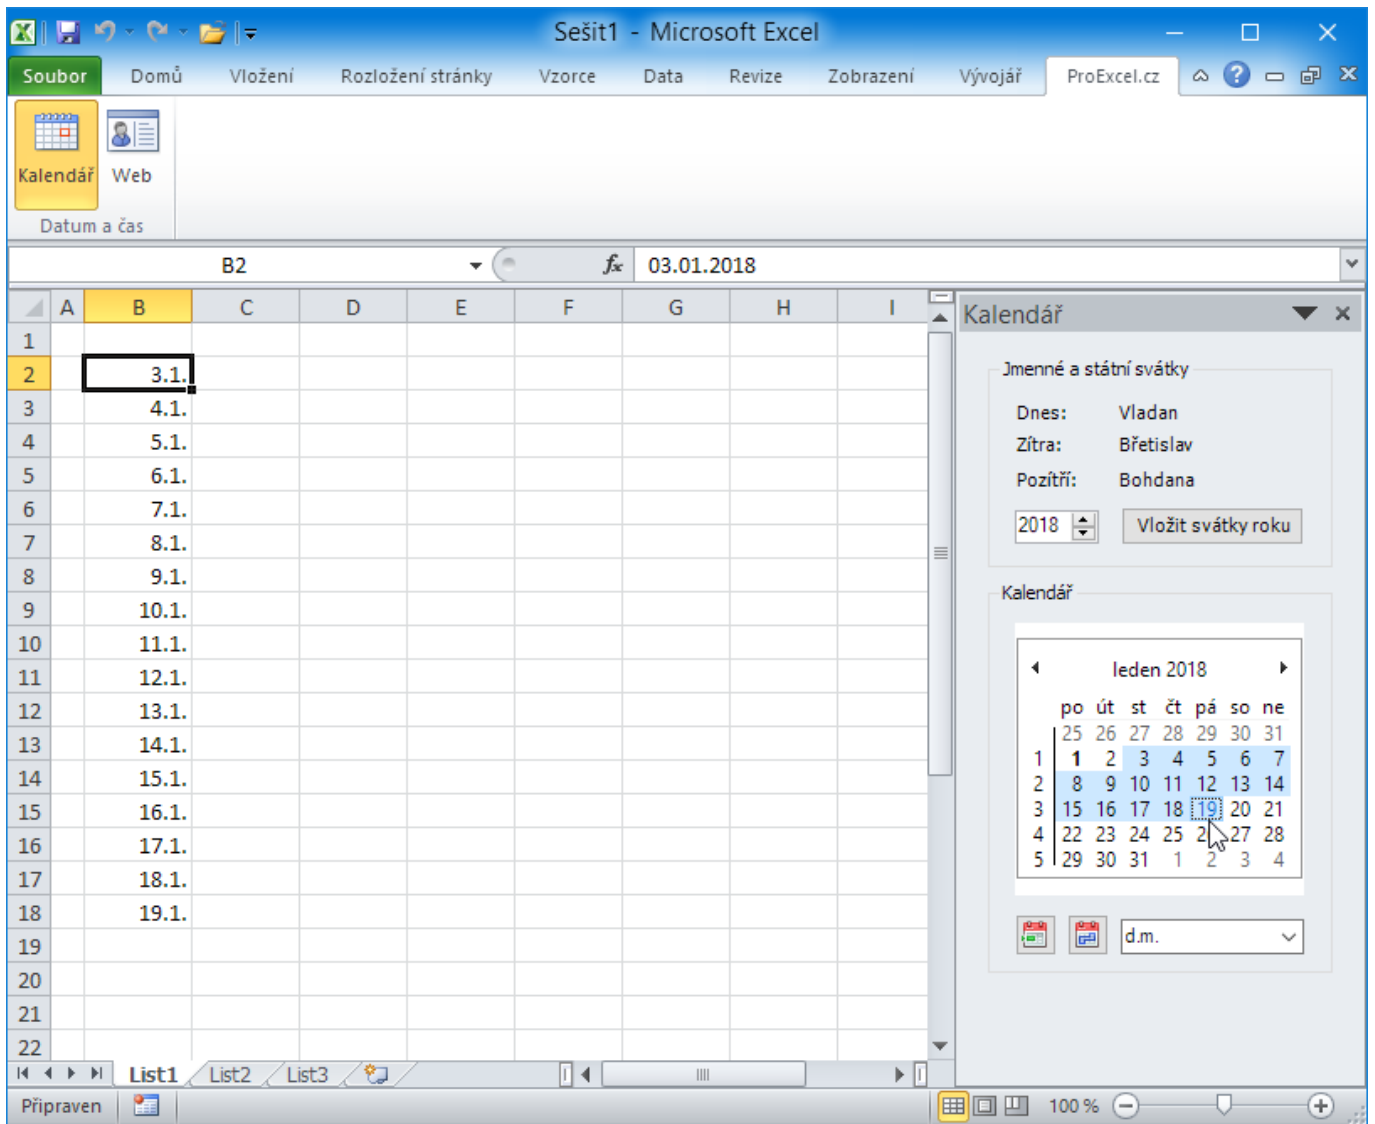 Sešit1 - Microsoft Excel
Soubor Domů Vložení Rozložení stránky Vzorce Data Revize Zobrazení Vývojář ProExcel.cz
Kalendář Web
Datum a čas
B2 fx 03.01.2018
A B C D E F G H I
Kalendář
1
2 3.1.
Jmenné a státní svátky
3 4.1.
Dnes: Vladan
4 5.1.
Zítra: Břetislav
5 6.1.
Pozítří: Bohdana
6 7.1.
2018 Vložit svátky roku
7 8.1.
8 9.1.
Kalendář
9 10.1.
10 11.1.
11 12.1.
leden 2018
12 13.1.
po út st čt pá so ne
13 14.1.
25 26 27 28 29 30 31
1 1 2 3 4 5 6 7
14 15.1.
2 8 9 10 11 12 13 14
15 16.1.
3 15 16 17 18 19 20 21
16 17.1.
4 22 23 24 25 27 28
17 18.1.
5 29 30 31 1 2 3 4
18 19.1.
d.m.
19
20
21
22
List1 List2 List3
Připraven 100 %